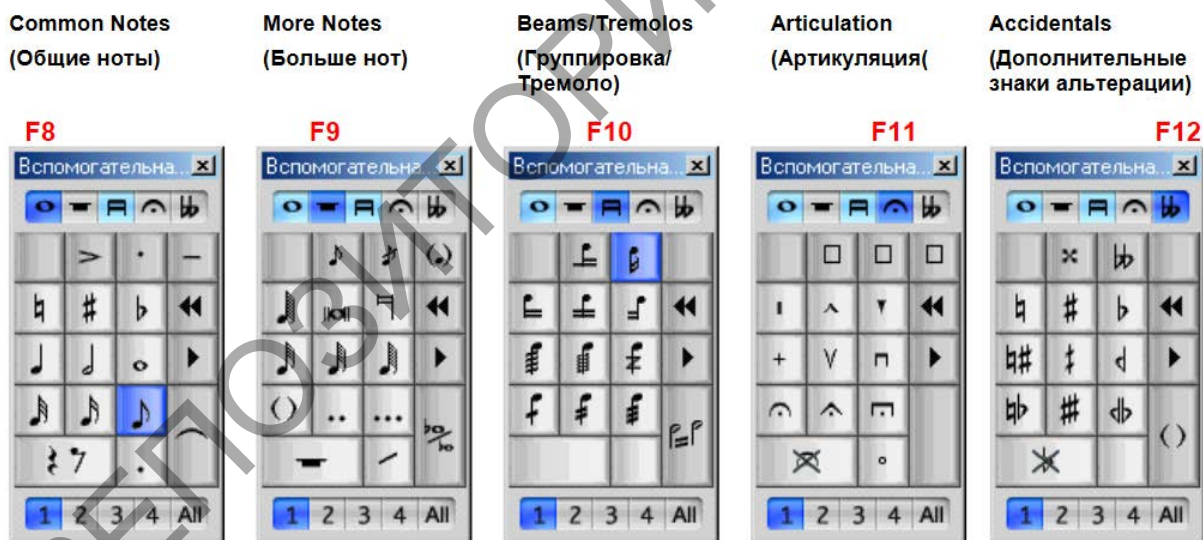 Common Notes
(Общие ноты)
More Notes
(Больше нот)
Beams/Tremolos
(Группировка/
Тремоло)
Articulation
(Артикуляция(
Accidentals
(Дополнительные
знаки альтерации)
F8
F9
F10
F11
F12
Вспомогательна...
Вспомогательна...
Вспомогательна...
Вспомогательна...
Вспомогательна...
1 2 3 4 All
1 2 3 4 All
1 2 3 4 All
1 2 3 4 All
1 2 3 4 All
РЕПОЗИТОРИ